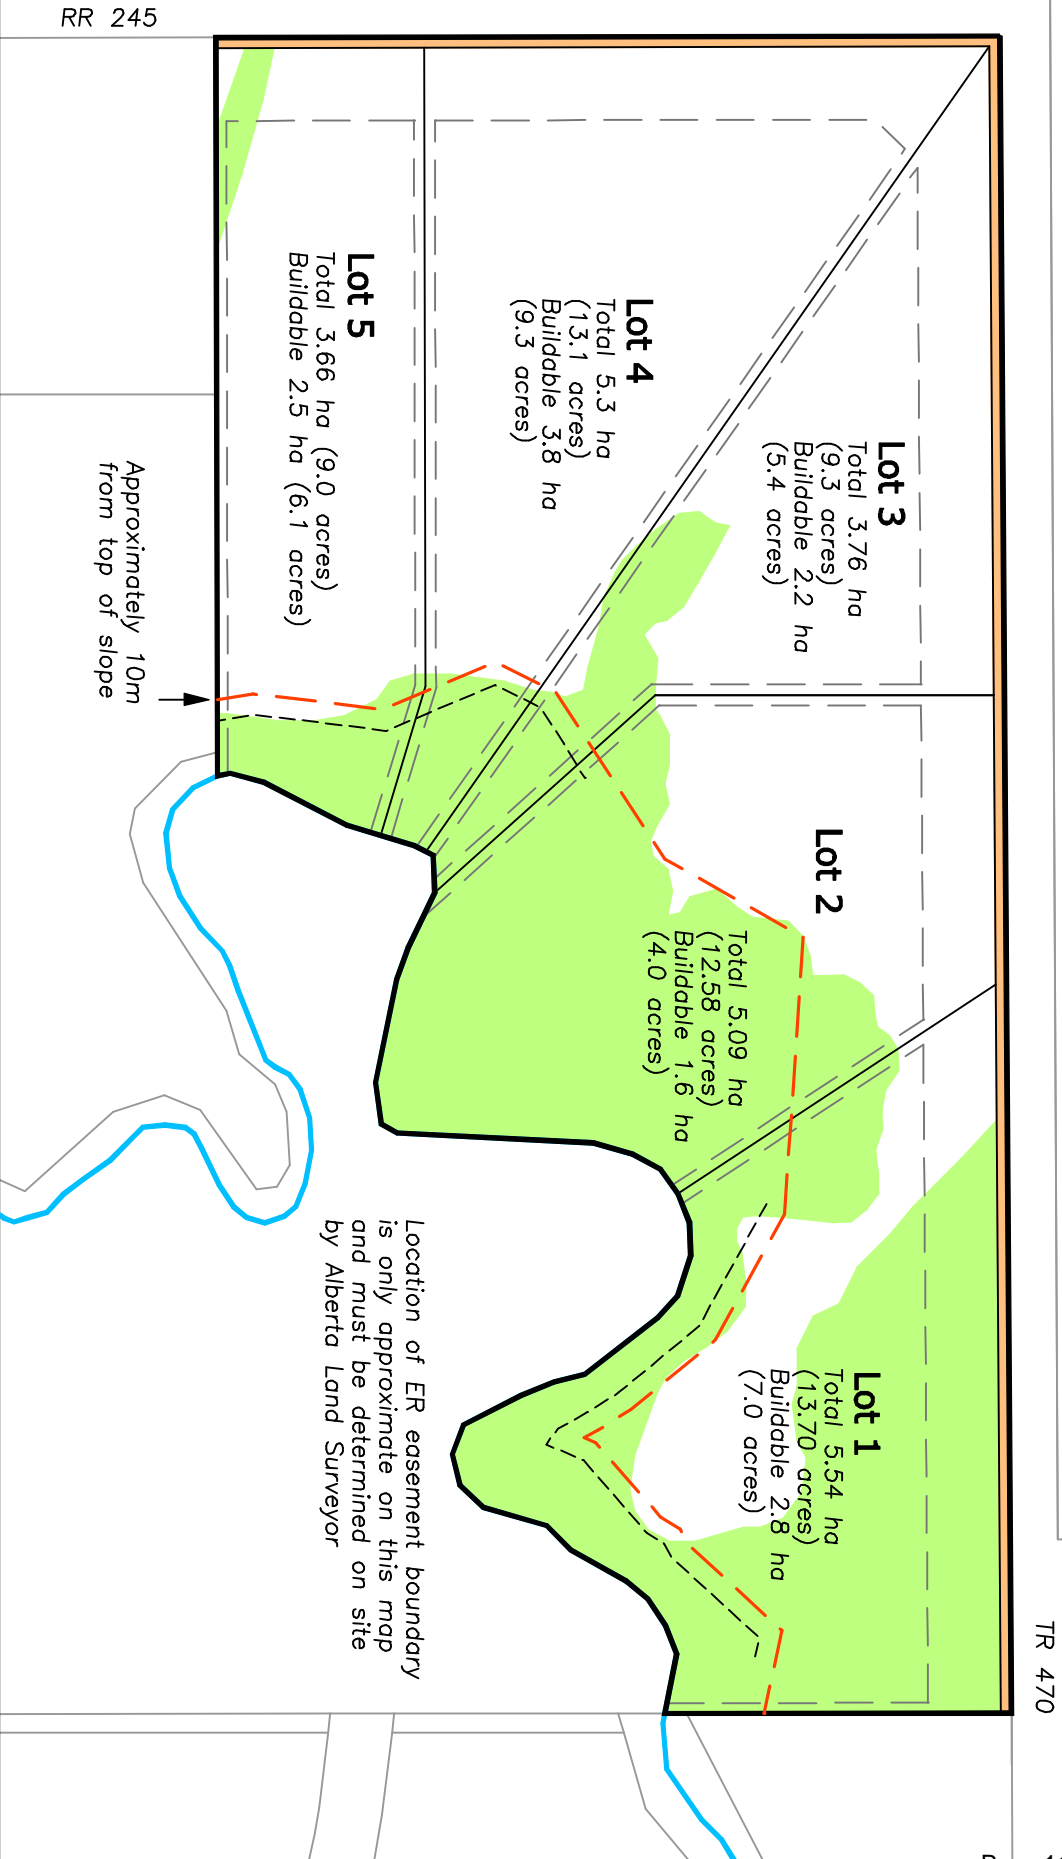 RR 245
TR 470
Lot 1
Total 5.54 ha
(13.70 acres)
Buildable 2.8 ha
(7.0 acres)
Lot 2
Total 5.09 ha
(12.58 acres)
Buildable 1.6 ha
(4.0 acres)
Lot 3
Total 3.76 ha
(9.3 acres)
Buildable 2.2 ha
(5.4 acres)
Lot 4
Total 5.3 ha
(13.1 acres)
Buildable 3.8 ha
(9.3 acres)
Lot 5
Total 3.66 ha (9.0 acres)
Buildable 2.5 ha (6.1 acres)
Approximately 10m
from top of slope
Location of ER easement boundary
is only approximate on this map
and must be determined on site
by Alberta Land Surveyor